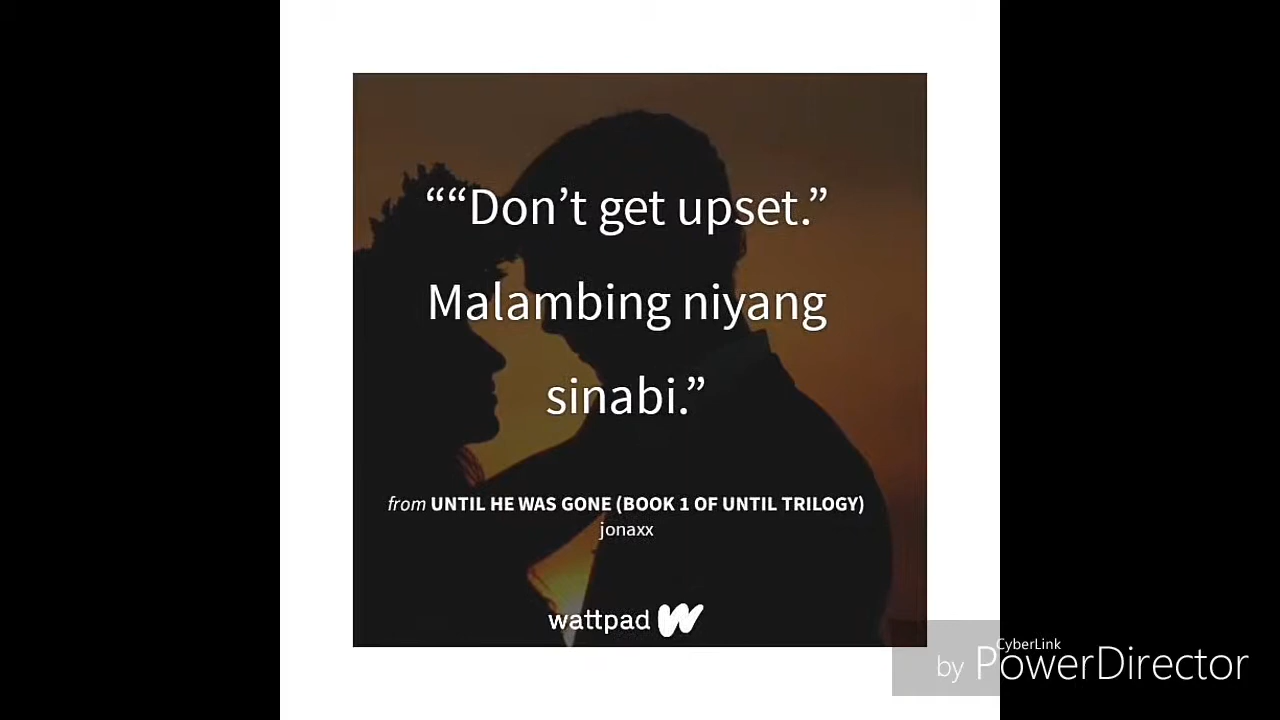 ““Don’t get upset.”
Malambing niyang
sinabi.”
from UNTIL HE WAS GONE (BOOK 1 OF UNTIL TRILOGY)
jonaxx
wattpad
CyberLink
by PowerDirector